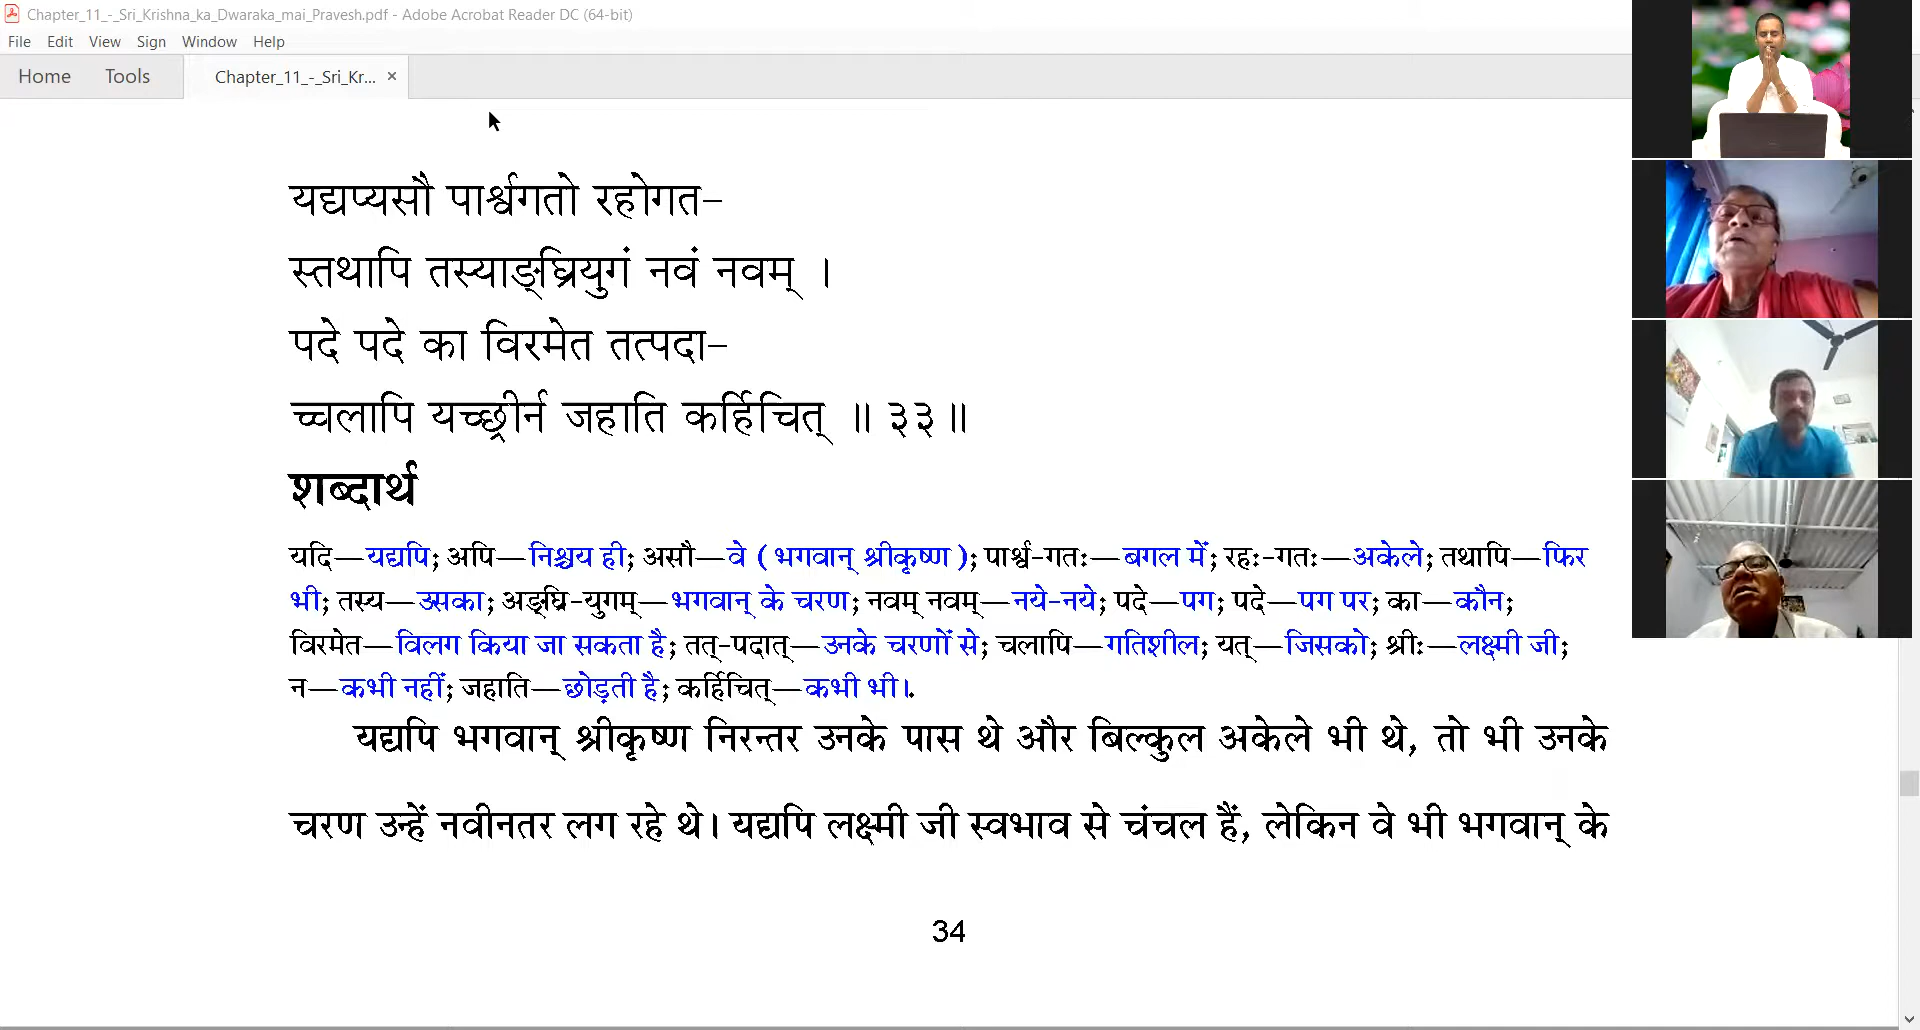 Chapter_11_-_Sri_Krishna_ka_Dwaraka_mai_Pravesh.pdf - Adobe Acrobat Reader DC (64-bit)
File Edit View Sign Window Help
Home Tools Chapter_11_-_Sri_Kr... ×
यद्यप्यसौ पार्श्वगतो रहोगत–
स्तथापि तस्याङ्घ्रियुगं नवं नवम् ।
पदे पदे का विरमेत तत्पदा–
च्चलापि यच्छ्रीर्न जहाति कर्हिचित् ॥ ३३॥
शब्दार्थ
यदि—यद्यपि; अपि—निश्चय ही; असौ—वे ( भगवान् श्रीकृष्ण ); पार्श्व-गतः—बगल में; रहः-गतः—अकेले; तथापि—फिर
भी; तस्य—उसका; अङ्घ्रि-युगम्—भगवान् के चरण; नवम् नवम्—नये-नये; पदे—पग; पदे—पग पर; का—कौन;
विरमेत—विलग किया जा सकता है; तत्-पदात्—उनके चरणों से; चलापि—गतिशील; यत्—जिसको; श्रीः—लक्ष्मी जी;
न—कभी नहीं; जहाति—छोड़ती है; कर्हिचित्—कभी भी।.
यद्यपि भगवान् श्रीकृष्ण निरन्तर उनके पास थे और बिल्कुल अकेले भी थे, तो भी उनके
चरण उन्हें नवीनतर लग रहे थे। यद्यपि लक्ष्मी जी स्वभाव से चंचल हैं, लेकिन वे भी भगवान् के
34